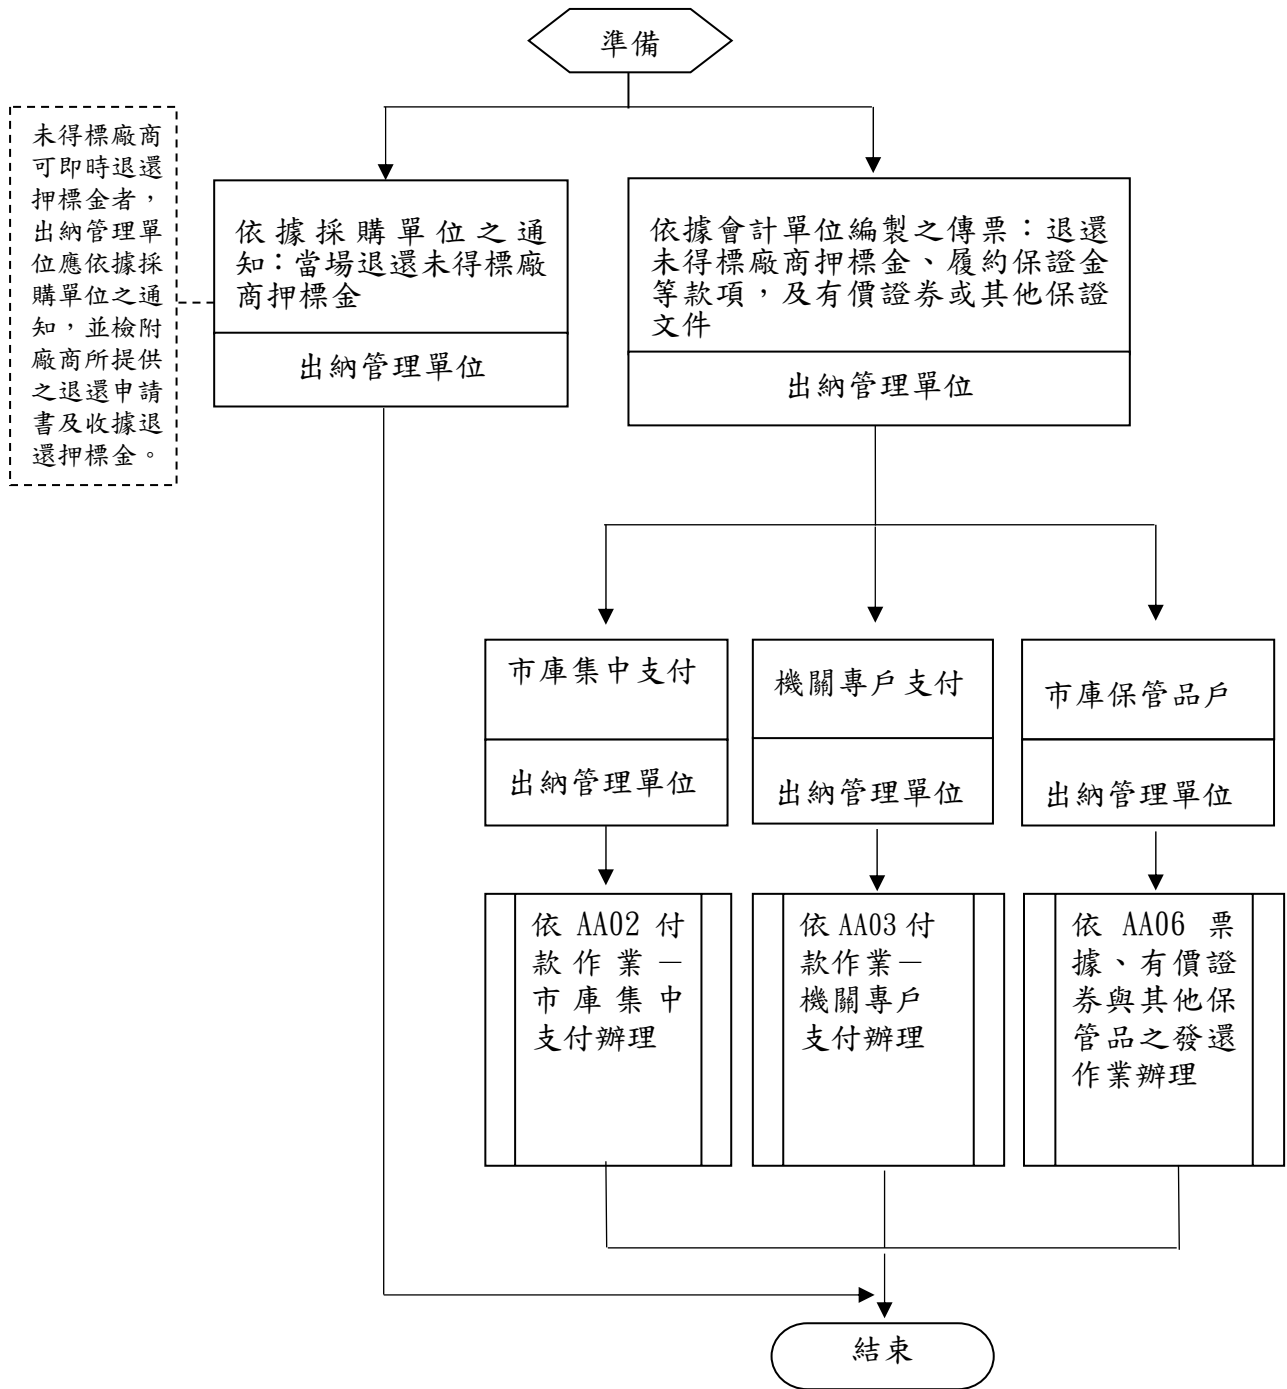 準備
未得標廠商
可即時退還
押標金者，
出納管理單
位應依據採
購單位之通
知，並檢附
廠商所提供
之退還申請
書及收據退
還押標金。
依據採購單位之通
知：當場退還未得標廠
商押標金
出納管理單位
依據會計單位編製之傳票：退還
未得標廠商押標金、履約保證金
等款項，及有價證券或其他保證
文件
出納管理單位
市庫集中支付
出納管理單位
機關專戶支付
出納管理單位
市庫保管品戶
出納管理單位
依 AA02 付
款作業－
市庫集中
支付辦理
依 AA03 付
款作業－
機關專戶
支付辦理
依 AA06 票
據、有價證
券與其他保
管品之發還
作業辦理
結束